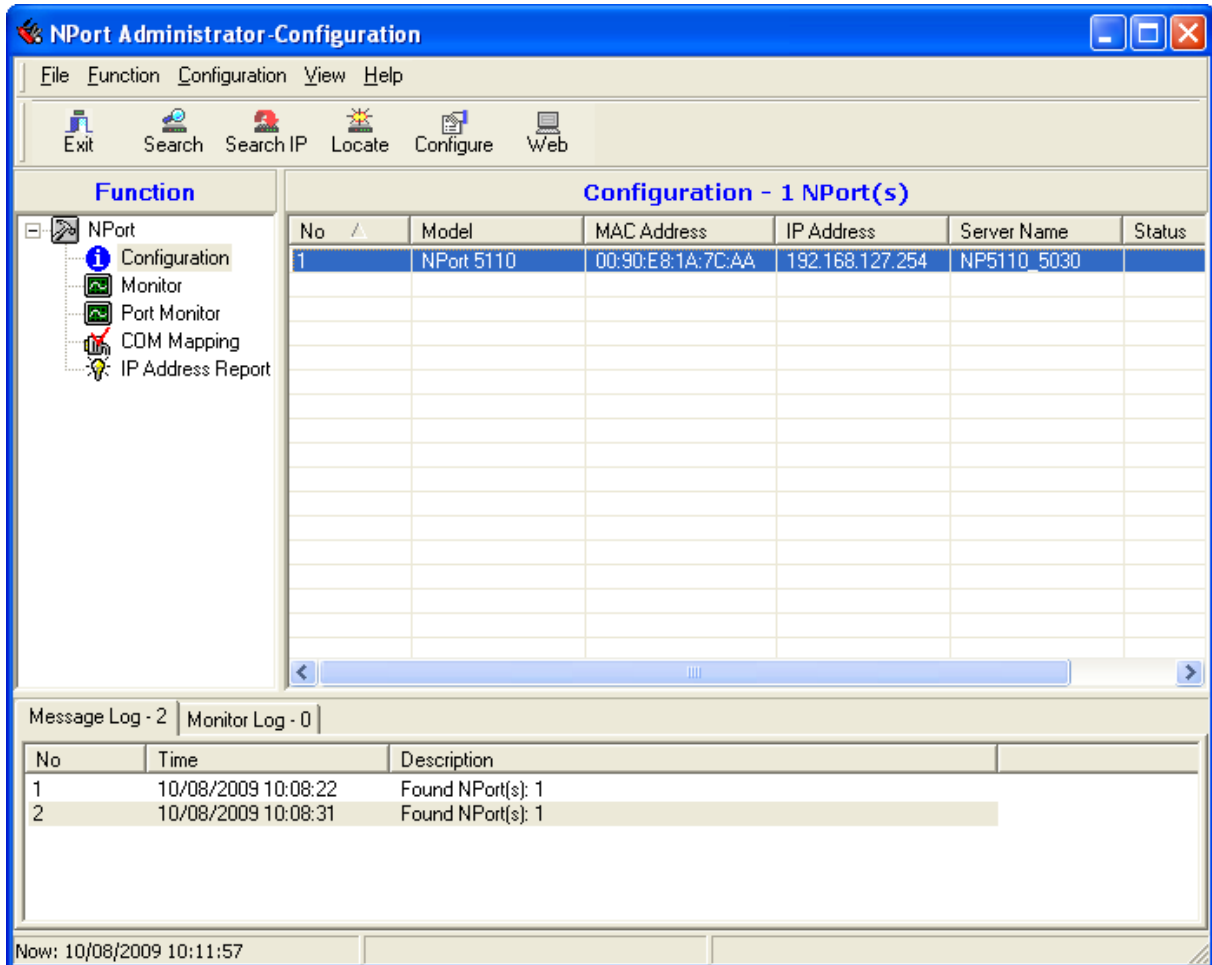 NPort Administrator-Configuration
File Function Configuration View Help
Exit Search Search IP Locate Configure Web
Function
Configuration - 1 NPort(s)
NPort
Configuration
Monitor
Port Monitor
COM Mapping
IP Address Report
No Model MAC Address IP Address Server Name Status
1 NPort 5110 00:90:E8:1A:7C:AA 192.168.127.254 NP5110_5030
Message Log - 2 Monitor Log - 0
No Time Description
1 10/08/2009 10:08:22 Found NPort(s): 1
2 10/08/2009 10:08:31 Found NPort(s): 1
Now: 10/08/2009 10:11:57